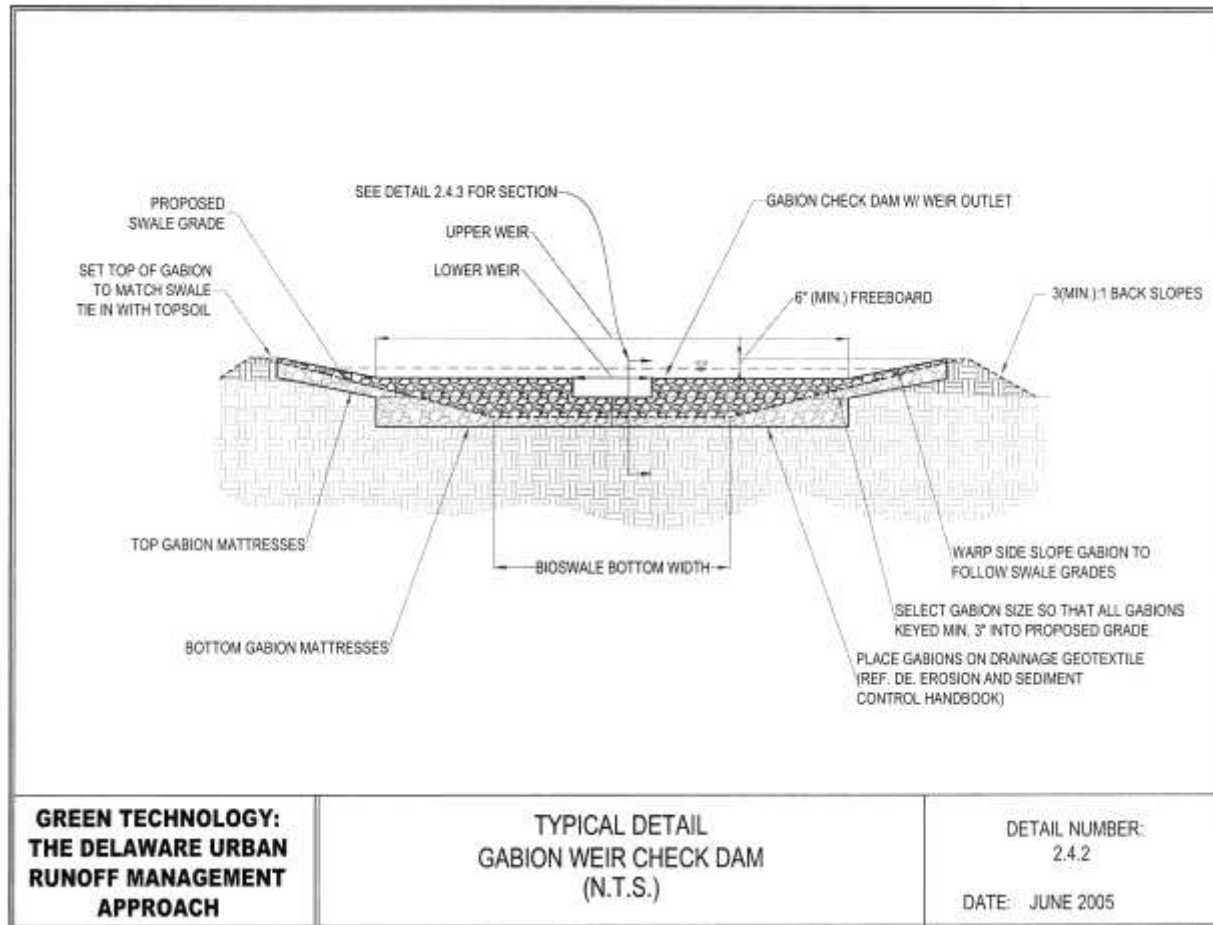 PROPOSED
SWALE GRADE
SEE DETAIL 2.4.3 FOR SECTION
UPPER WEIR
LOWER WEIR
GABION CHECK DAM W/ WEIR OUTLET
SET TOP OF GABION
TO MATCH SWALE
TIE IN WITH TOPSOIL
6" (MIN.) FREEBOARD
3(MIN.):1 BACK SLOPES
TOP GABION MATTRESSES
BIOSWALE BOTTOM WIDTH
WARP SIDE SLOPE GABION TO
FOLLOW SWALE GRADES
SELECT GABION SIZE SO THAT ALL GABIONS
KEYED MIN. 3" INTO PROPOSED GRADE
BOTTOM GABION MATTRESSES
PLACE GABIONS ON DRAINAGE GEOTEXTILE
(REF. DE. EROSION AND SEDIMENT
CONTROL HANDBOOK)
GREEN TECHNOLOGY:
THE DELAWARE URBAN
RUNOFF MANAGEMENT
APPROACH
TYPICAL DETAIL
GABION WEIR CHECK DAM
(N.T.S.)
DETAIL NUMBER:
2.4.2
DATE: JUNE 2005